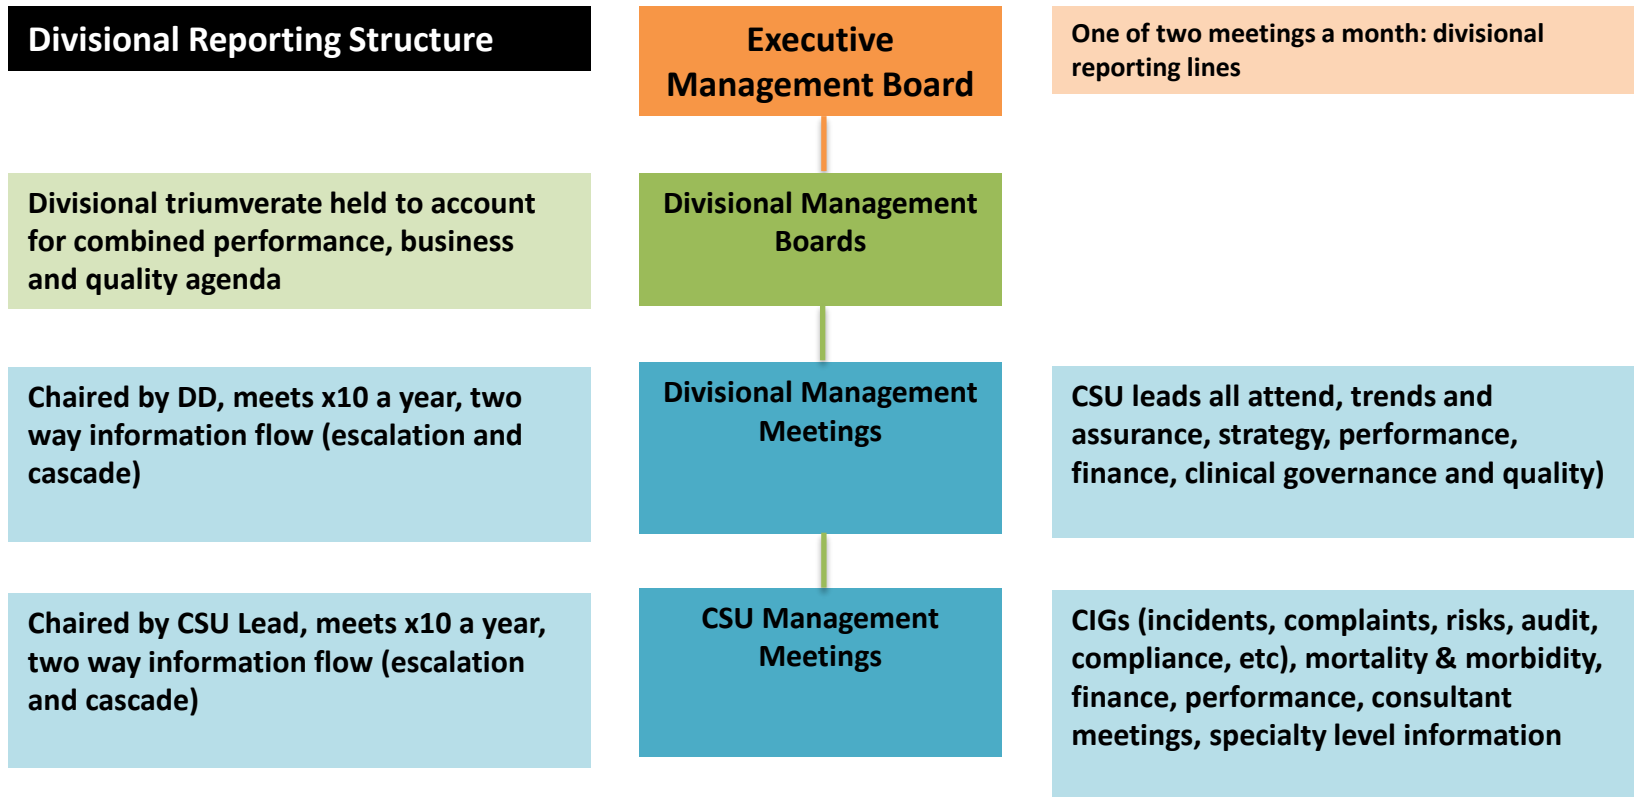 Divisional Reporting Structure
Executive
Management Board
One of two meetings a month: divisional
reporting lines
Divisional triumverate held to account
for combined performance, business
and quality agenda
Divisional Management
Boards
Chaired by DD, meets x10 a year, two
way information flow (escalation and
cascade)
Divisional Management
Meetings
CSU leads all attend, trends and
assurance, strategy, performance,
finance, clinical governance and quality)
Chaired by CSU Lead, meets x10 a year,
two way information flow (escalation
and cascade)
CSU Management
Meetings
CIGs (incidents, complaints, risks, audit,
compliance, etc), mortality & morbidity,
finance, performance, consultant
meetings, specialty level information